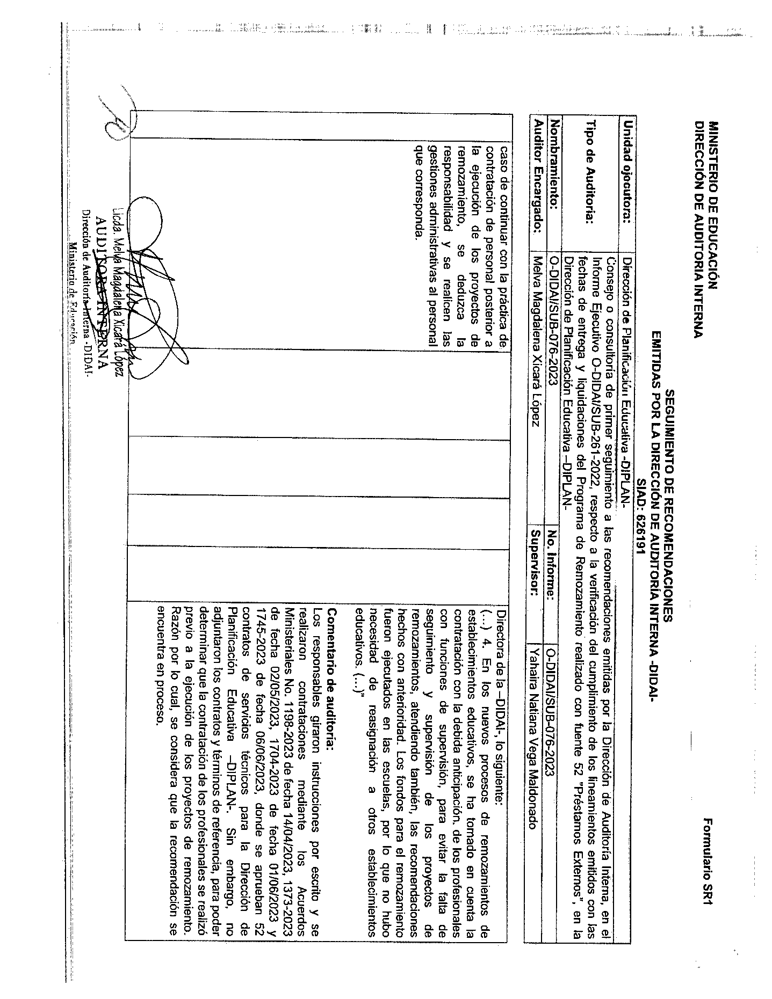 MINISTERIO DE EDUCACIÓN
DIRECCIÓN DE AUDITORIA INTERNA
Formulario SR1
SEGUIMIENTO DE RECOMENDACIONES
EMITIDAS POR LA DIRECCIÓN DE AUDITORÍA INTERNA -DIDAI-
SIAD: 626191
Unidad ojocutora: Dirección de Planificación Educativa -DIPLAN-
Tipo de Auditoria: Consejo o consultoría de primer seguimiento a las recomendaciones emitidas por la Dirección de Auditoría Interna, en el
Informe Ejecutivo O-DIDAI/SUB-261-2022, respecto a la verificación del cumplimiento de los lineamientos emitidos con las
fechas de entrega y liquidaciones del Programa de Remozamiento realizado con fuente 52 "Préstamos Externos", en la
Dirección de Planificación Educativa –DIPLAN-
Nombramiento: O-DIDAI/SUB-076-2023 No. Informe: O-DIDAI/SUB-076-2023
Auditor Encargado: Melva Magdalena Xicará López Supervisor: Yahaira Natiana Vega Maldonado
caso de continuar con la práctica de
contratación de personal posterior a
la ejecución de los proyectos de
remozamiento, se deduzca la
responsabilidad y se realicen las
gestiones administrativas al personal
que corresponda.
Directora de la –DIDAI-, lo siguiente:
(...) 4. En los nuevos procesos de remozamientos de
establecimientos educativos, se ha tomado en cuenta la
contratación con la debida anticipación. de los profesionales
con funciones de supervisión, para evitar la falta de
seguimiento y supervisión de los proyectos de
remozamientos, atendiendo también, las recomendaciones
hechos con anterioridad. Los fondos para el remozamiento
fueron ejecutados en las escuelas, por lo que no hubo
necesidad de reasignación a otros establecimientos
educativos. (...)"
Comentario de auditoría:
Los responsables giraron instrucciones por escrito y se
realizaron contrataciones mediante los Acuerdos
Ministeriales No. 1198-2023 de fecha 14/04/2023, 1373-2023
de fecha 02/05/2023, 1704-2023 de fecha 01/06/2023 y
1745-2023 de fecha 06/06/2023, donde se aprueban 52
contratos de servicios técnicos para la Dirección de
Planificación Educativa –DIPLAN-. Sin embargo, no
adjuntaron los contratos y términos de referencia, para poder
determinar que la contratación de los profesionales se realizó
previo a la ejecución de los proyectos de remozamiento.
Razón por lo cual, se considera que la recomendación se
encuentra en proceso.
Licda. Melva Magdalena Xicará López
AUDITORA INTERNA
Dirección de Auditoría Interna -DIDAI-
Ministerio de Educación